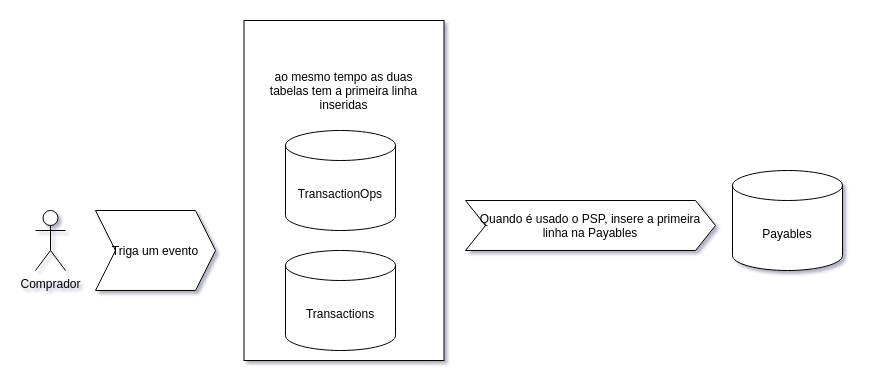 Comprador
Triga um evento
ao mesmo tempo as duas
tabelas tem a primeira linha
inseridas
TransactionOps
Transactions
Quando é usado o PSP, insere a primeira
linha na Payables
Payables